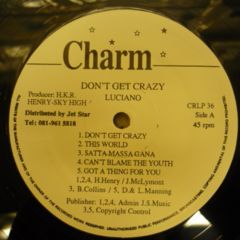 Charm
DON'T GET CRAZY
LUCIANO
Producer: H.K.R.
HENRY-SKY HIGH
CRLP 36
Side A
Distributed by Jet Star
Tel : 081-961 5818
45 rpm
1. DON'T GET CRAZY
2. THIS WORLD
3. SATTA-MASSA GANA
4. CAN'T BLAME THE YOUTH
5. GOT A THING FOR YOU
1,2,4, D.Henry / J.McLymont
3, B.Collins / 5, D.& L.Manning
Publisher: 1,2,4, Admin J.S.Music
3,5, Copyright Control